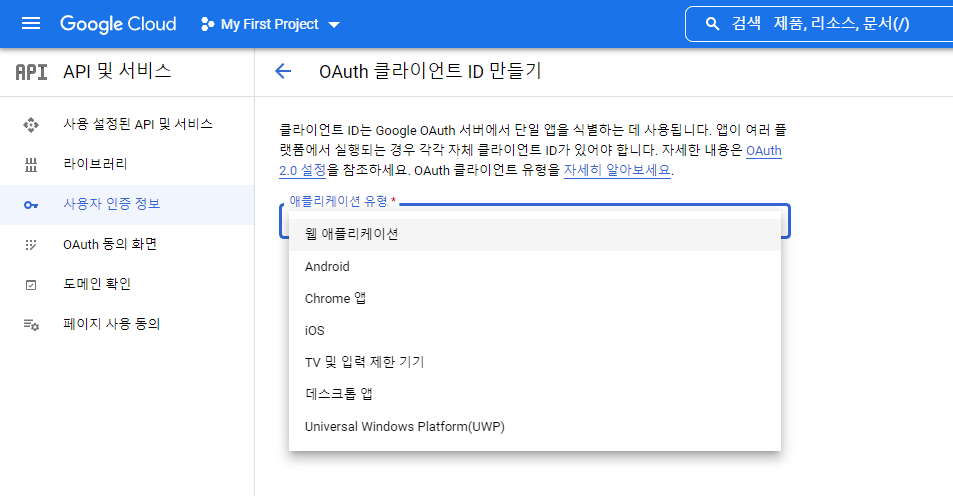 Google Cloud
My First Project
검색 제품, 리소스, 문서(/)
API
API 및 서비스
사용 설정된 API 및 서비스
라이브러리
사용자 인증 정보
OAuth 동의 화면
도메인 확인
페이지 사용 동의
OAuth 클라이언트 ID 만들기
클라이언트 ID는 Google OAuth 서버에서 단일 앱을 식별하는 데 사용됩니다. 앱이 여러 플
랫폼에서 실행되는 경우 각각 자체 클라이언트 ID가 있어야 합니다. 자세한 내용은 OAuth
2.0 설정을 참조하세요. OAuth 클라이언트 유형을 자세히 알아보세요.
애플리케이션 유형 *
웹 애플리케이션
Android
Chrome 앱
iOS
TV 및 입력 제한 기기
데스크톱 앱
Universal Windows Platform(UWP)